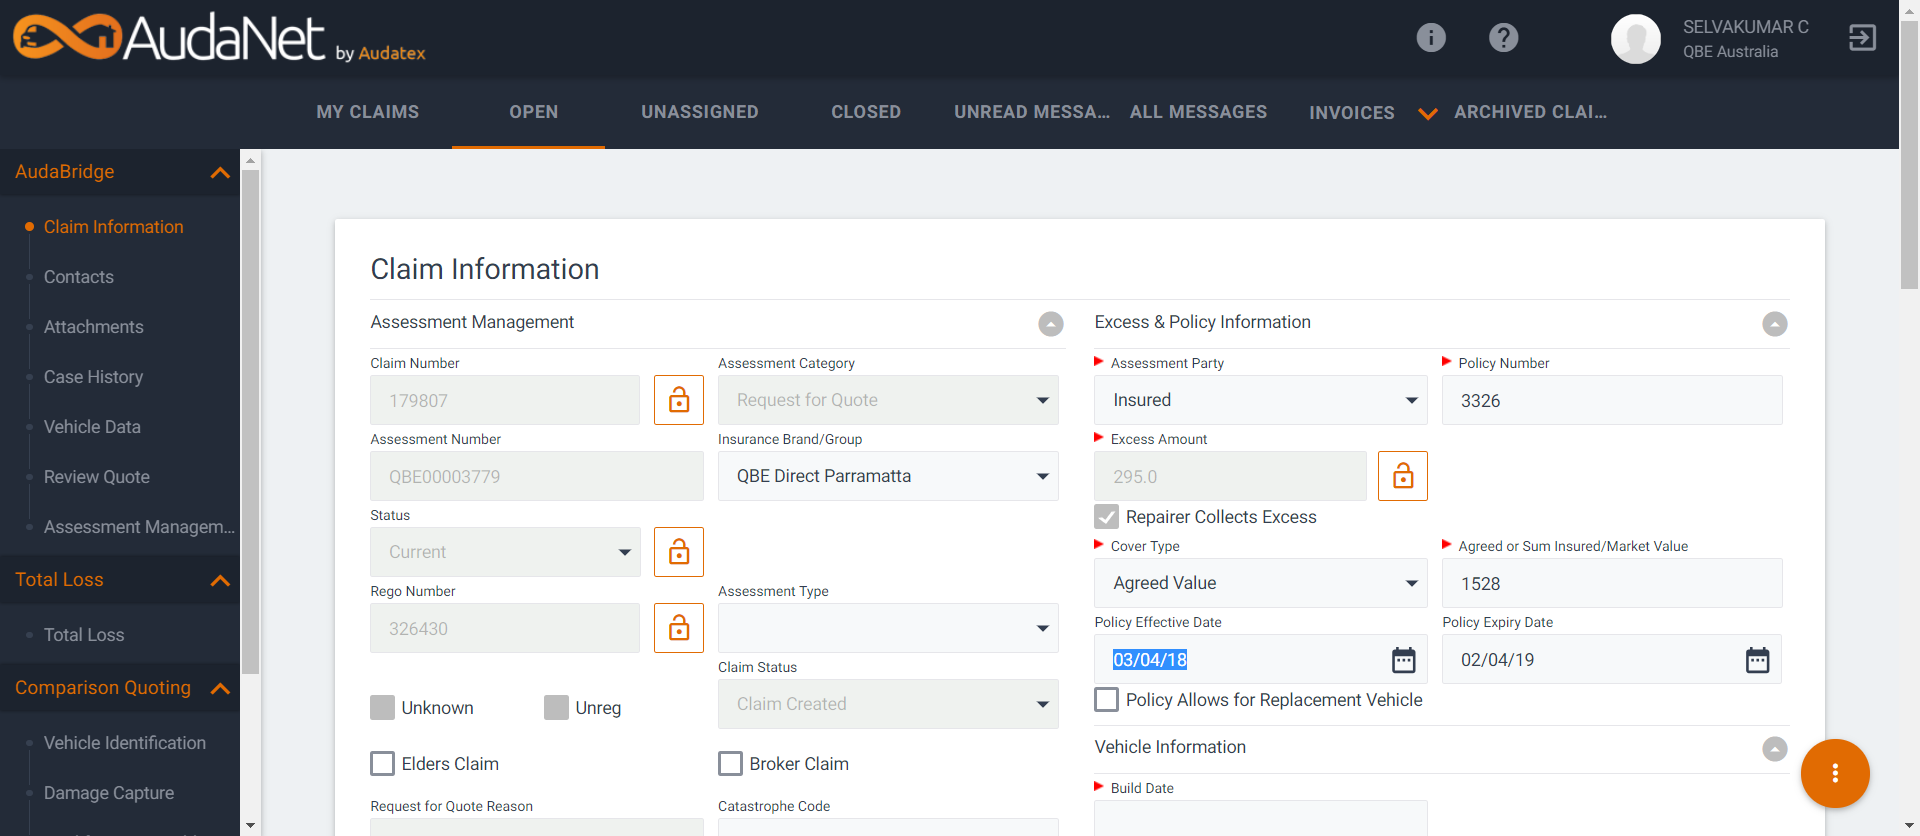 AudaNet by Audatex
SELVAKUMAR C
QBE Australia
MY CLAIMS
OPEN
UNASSIGNED
CLOSED
UNREAD MESSA...
ALL MESSAGES
INVOICES
ARCHIVED CLAI...
AudaBridge
Claim Information
Contacts
Attachments
Case History
Vehicle Data
Review Quote
Assessment Managem...
Total Loss
Total Loss
Comparison Quoting
Vehicle Identification
Damage Capture
Claim Information
Assessment Management
Claim Number
Assessment Category
179807
Request for Quote
Assessment Number
Insurance Brand/Group
QBE00003779
QBE Direct Parramatta
Status
Current
Rego Number
Assessment Type
326430
Claim Status
Unknown
Unreg
Claim Created
Elders Claim
Broker Claim
Request for Quote Reason
Catastrophe Code
Excess & Policy Information
Assessment Party
Policy Number
Insured
3326
Excess Amount
295.0
Repairer Collects Excess
Cover Type
Agreed or Sum Insured/Market Value
Agreed Value
1528
Policy Effective Date
Policy Expiry Date
03/04/18
02/04/19
Policy Allows for Replacement Vehicle
Vehicle Information
Build Date